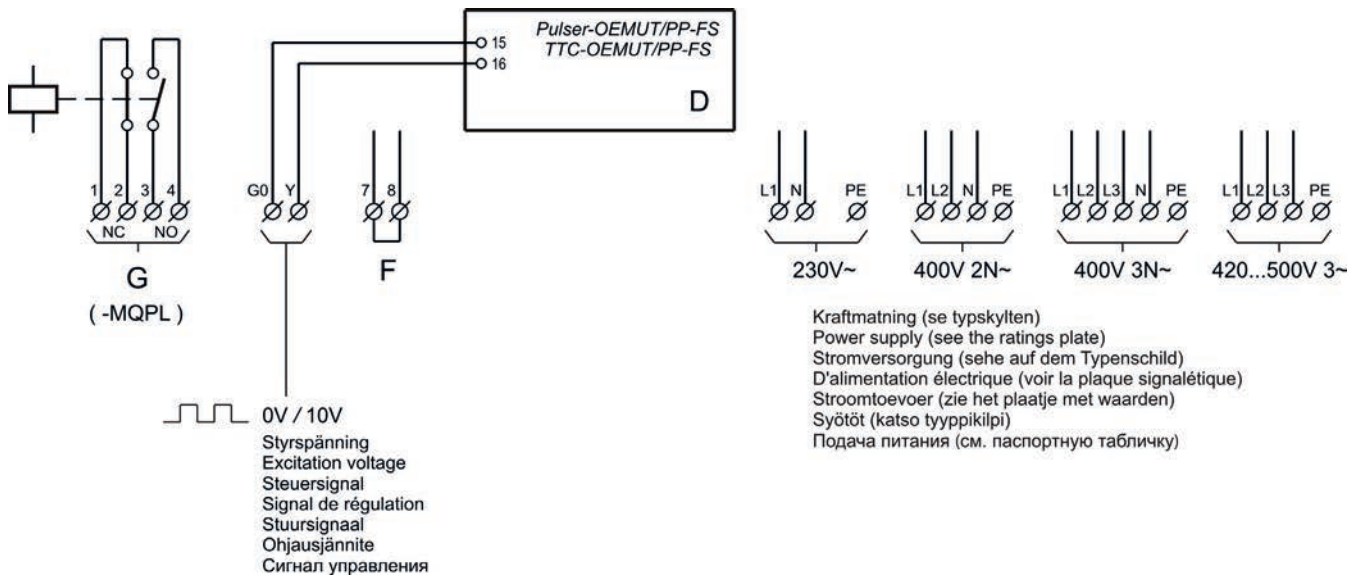 Pulser-OEMUT/PP-FS
TTC-OEMUT/PP-FS
15
16
D
1 2 3 4
NC NO
G
( -MQPL )
G0 Y
7 8
F
L1 N PE
230V~
L1 L2 N PE
400V 2N~
L1 L2 L3 N PE
400V 3N~
L1 L2 L3 PE
420...500V 3~
Kraftmatning (se typskylten)
Power supply (see the ratings plate)
Stromversorgung (sehe auf dem Typenschild)
D'alimentation électrique (voir la plaque signalétique)
Stroomtoevoer (zie het plaatje met waarden)
Syötöt (katso tyyppikilpi)
Подача питания (см. паспортную табличку)
0V / 10V
Styrspänning
Excitation voltage
Steuersignal
Signal de régulation
Stuursignaal
Ohjausjännite
Сигнал управления